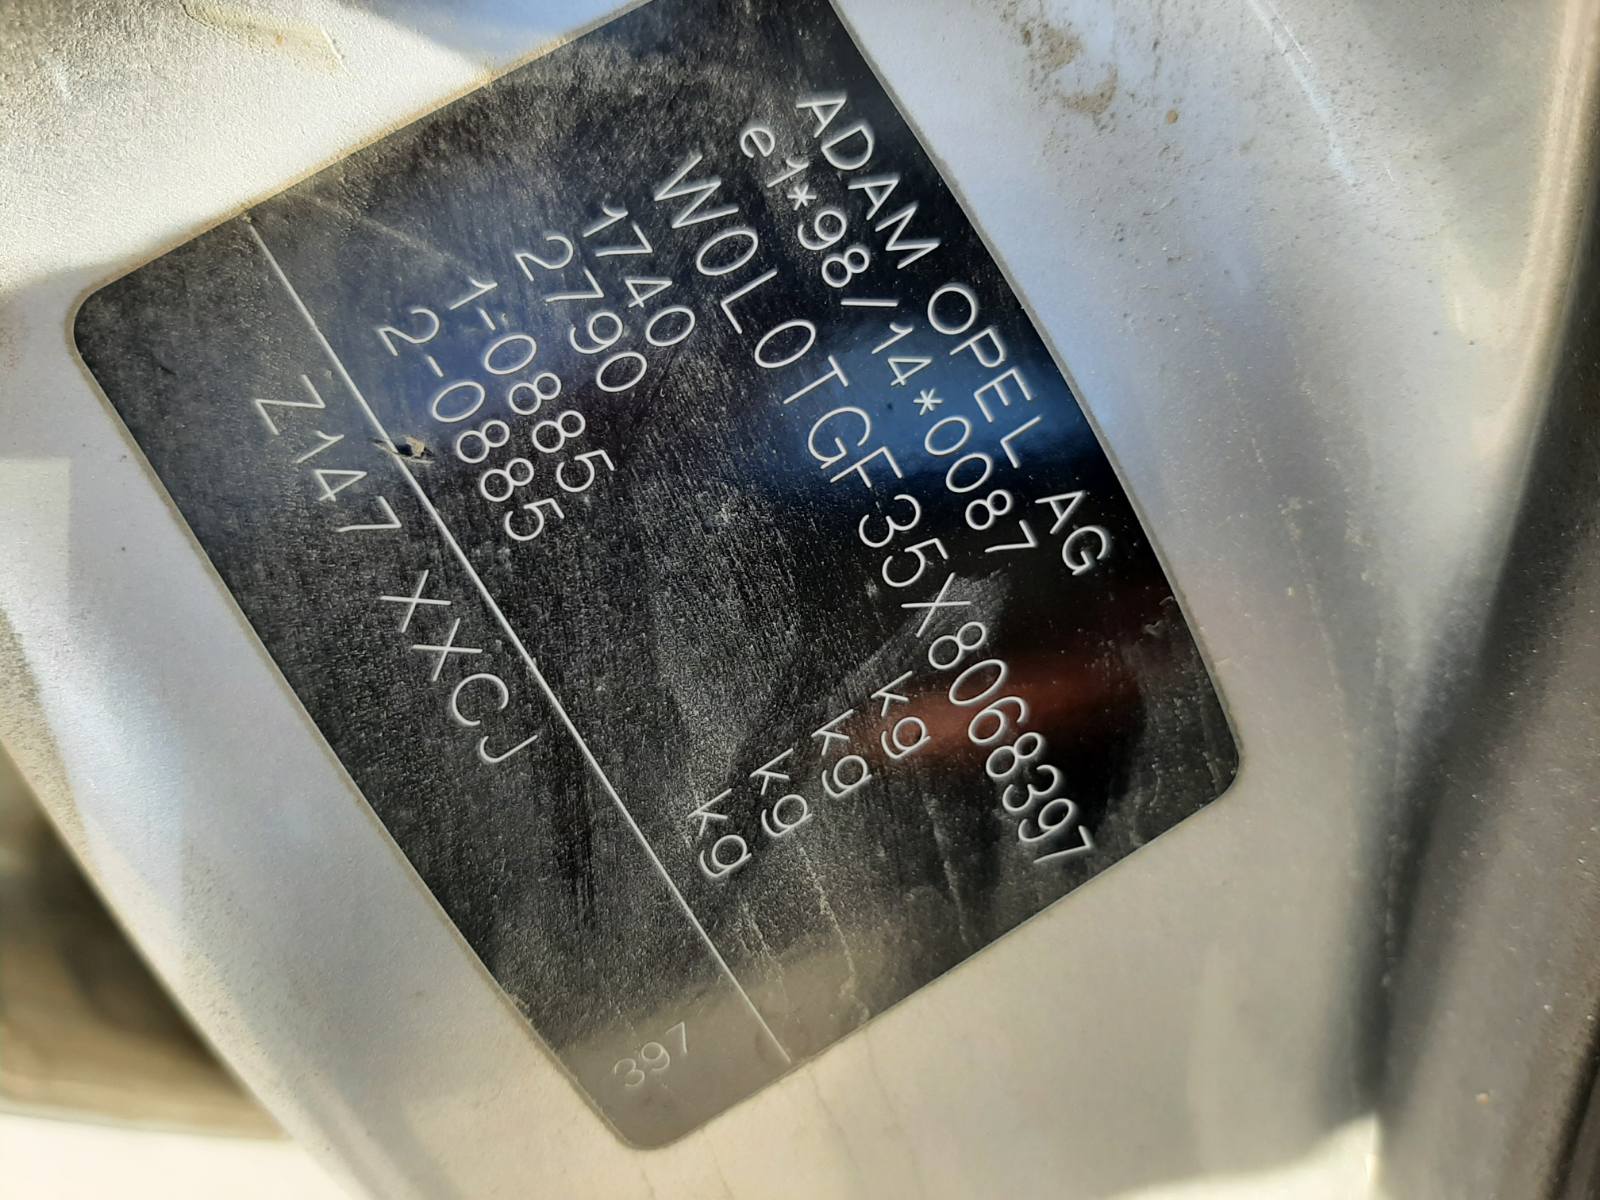 ADAM OPEL AG
e1*98/14*0087
W0L0TGF35X8068397
1740 kg
2790 kg
1-0885 kg
2-0885 kg
Z147 XXCJ
397